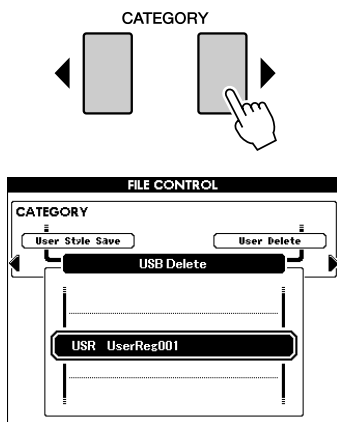 CATEGORY
FILE CONTROL
CATEGORY
User Style Save User Delete
USB Delete
USR UserReg001